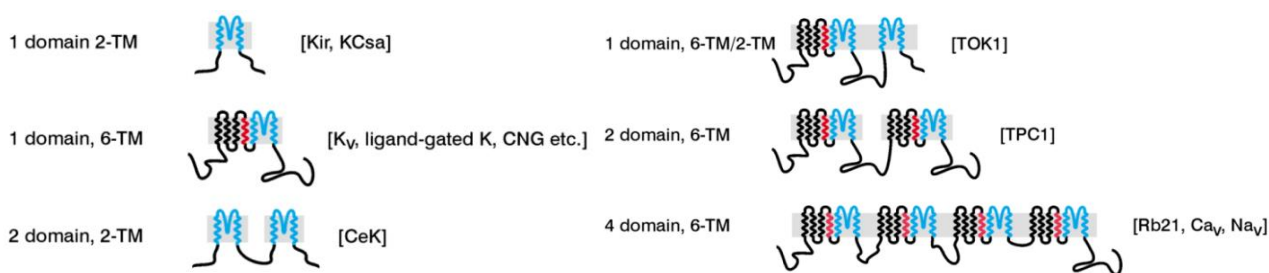 1 domain 2-TM [Kir, KCsa]
1 domain, 6-TM [Kv, ligand-gated K, CNG etc.]
2 domain, 2-TM [CeK]
1 domain, 6-TM/2-TM [TOK1]
2 domain, 6-TM [TPC1]
4 domain, 6-TM [Rb21, Cav, Nav]